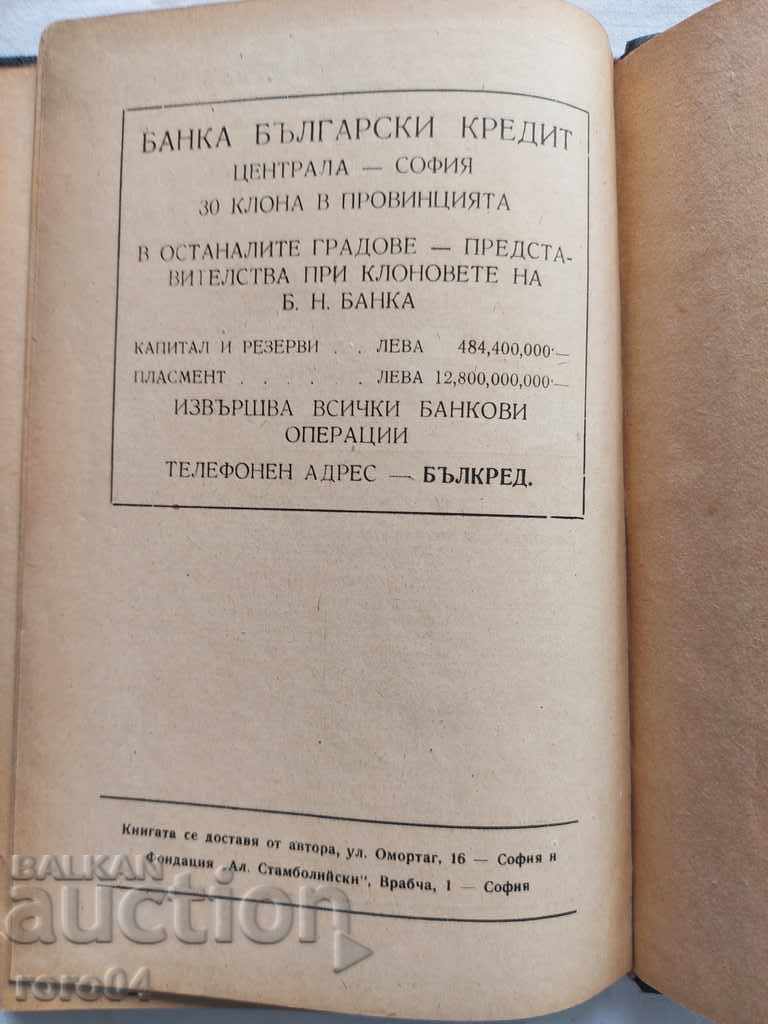 БАНКА БЪЛГАРСКИ КРЕДИТ
ЦЕНТРАЛА — СОФИЯ
30 КЛОНА В ПРОВИНЦИЯТА
В ОСТАНАЛИТЕ ГРАДОВЕ — ПРЕДСТА-
ВИТЕЛСТВА ПРИ КЛОНОВЕТЕ НА
Б. Н. БАНКА
КАПИТАЛ И РЕЗЕРВИ . . ЛЕВА 484,400,000·—
ПЛАСМЕНТ . . . . . . ЛЕВА 12,800,000,000·—
ИЗВЪРШВА ВСИЧКИ БАНКОВИ
ОПЕРАЦИИ
ТЕЛЕФОНЕН АДРЕС — БЪЛКРЕД.
Книгата се доставя от автора, ул. Омортаг, 16 — София и
Фондация „Ал. Стамболийски", Врабча, 1 — София
BALKAN
auction
toro04